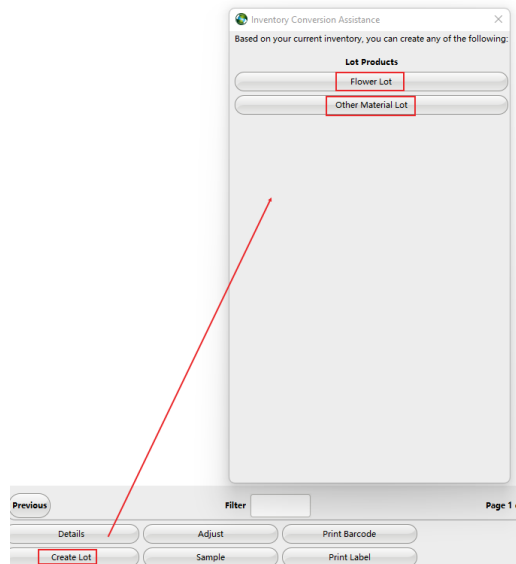 Inventory Conversion Assistance
Based on your current inventory, you can create any of the following:
Lot Products
Flower Lot
Other Material Lot
Previous
Filter
Page 1
Details
Adjust
Print Barcode
Create Lot
Sample
Print Label